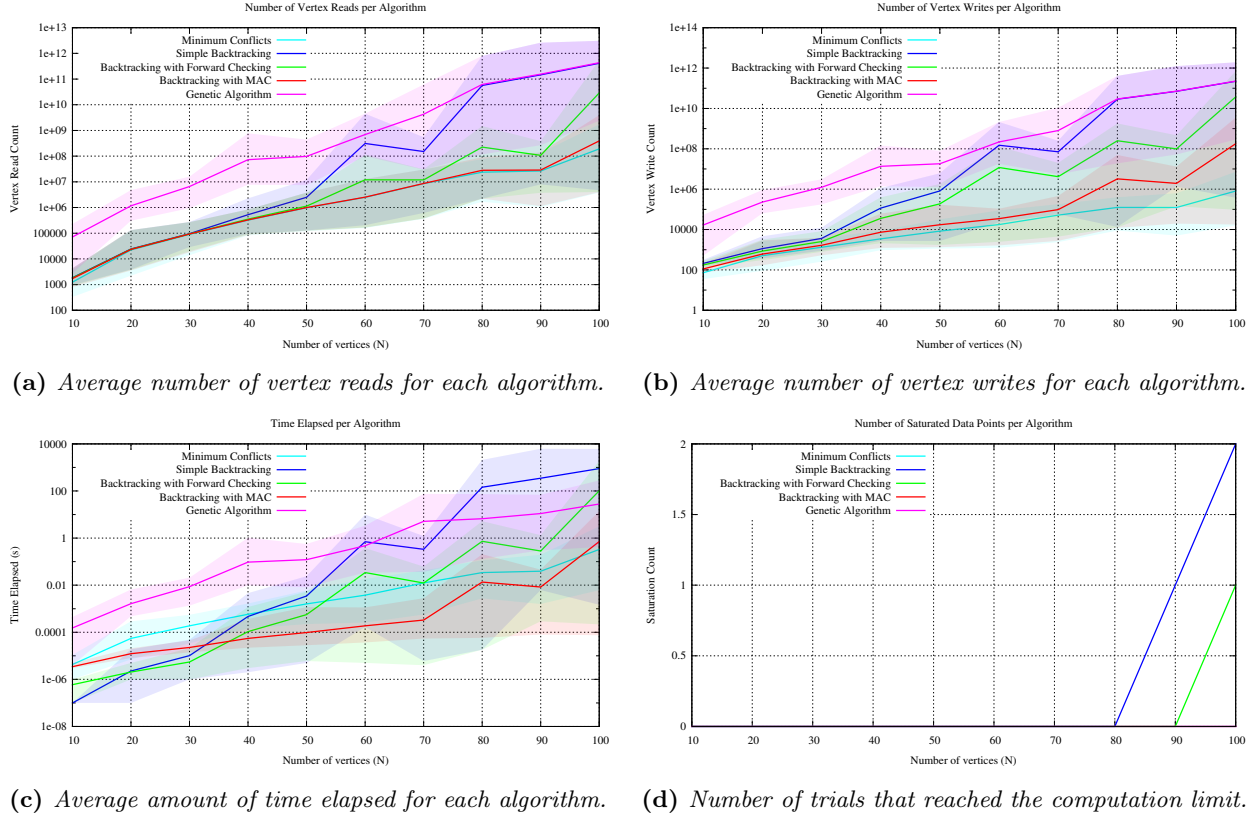 Number of Vertex Reads per Algorithm
1e+13
1e+12
1e+11
1e+10
1e+09
1e+08
1e+07
1e+06
100000
10000
1000
100
Vertex Read Count
Minimum Conflicts
Simple Backtracking
Backtracking with Forward Checking
Backtracking with MAC
Genetic Algorithm
10 20 30 40 50 60 70 80 90 100
Number of vertices (N)
(a) Average number of vertex reads for each algorithm.
Number of Vertex Writes per Algorithm
1e+14
1e+12
1e+10
1e+08
1e+06
10000
100
1
Vertex Write Count
Minimum Conflicts
Simple Backtracking
Backtracking with Forward Checking
Backtracking with MAC
Genetic Algorithm
10 20 30 40 50 60 70 80 90 100
Number of vertices (N)
(b) Average number of vertex writes for each algorithm.
Time Elapsed per Algorithm
10000
100
1
0.01
0.0001
1e-06
1e-08
Time Elapsed (s)
Minimum Conflicts
Simple Backtracking
Backtracking with Forward Checking
Backtracking with MAC
Genetic Algorithm
10 20 30 40 50 60 70 80 90 100
Number of vertices (N)
(c) Average amount of time elapsed for each algorithm.
Number of Saturated Data Points per Algorithm
2
1.5
1
0.5
0
Saturation Count
Minimum Conflicts
Simple Backtracking
Backtracking with Forward Checking
Backtracking with MAC
Genetic Algorithm
10 20 30 40 50 60 70 80 90 100
Number of vertices (N)
(d) Number of trials that reached the computation limit.